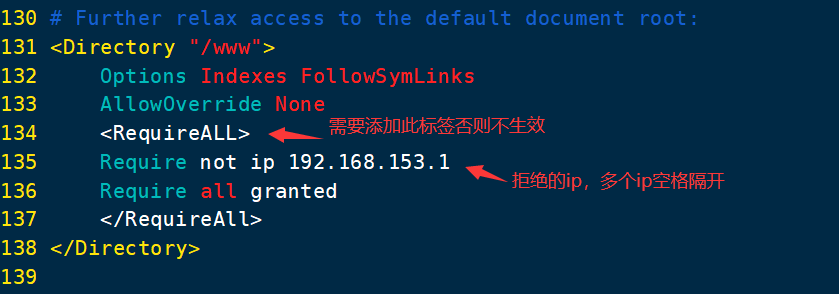 130 # Further relax access to the default document root:
131 <Directory "/www">
132     Options Indexes FollowSymLinks
133     AllowOverride None
134     <RequireALL> 需要添加此标签否则不生效
135     Require not ip 192.168.153.1 拒绝的ip，多个ip空格隔开
136     Require all granted
137     </RequireAll>
138 </Directory>
139